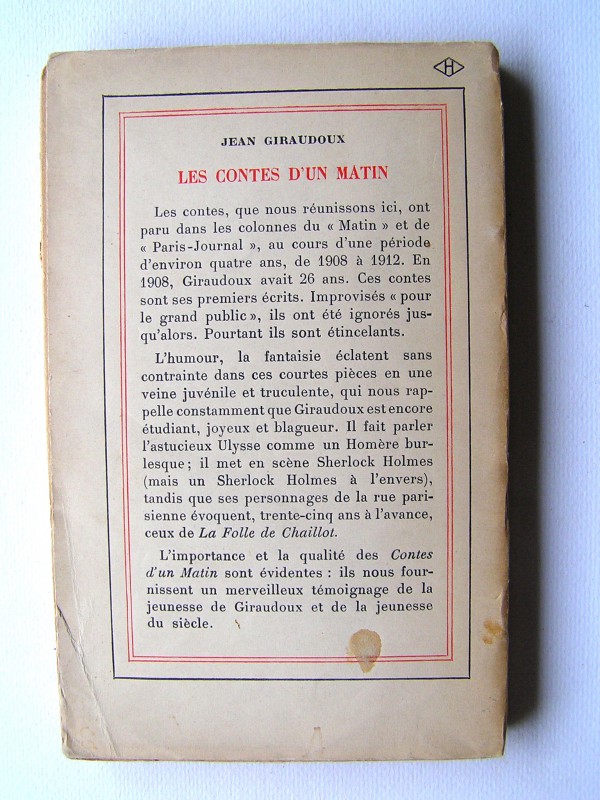 H
JEAN GIRAUDOUX
LES CONTES D'UN MATIN
Les contes, que nous réunissons ici, ont
paru dans les colonnes du « Matin » et de
« Paris-Journal », au cours d'une période
d'environ quatre ans, de 1908 à 1912. En
1908, Giraudoux avait 26 ans. Ces contes
sont ses premiers écrits. Improvisés « pour
le grand public », ils ont été ignorés jus-
qu'alors. Pourtant ils sont étincelants.
L'humour, la fantaisie éclatent sans
contrainte dans ces courtes pièces en une
veine juvénile et truculente, qui nous rap-
pelle constamment que Giraudoux est encore
étudiant, joyeux et blagueur. Il fait parler
l'astucieux Ulysse comme un Homère bur-
lesque ; il met en scène Sherlock Holmes
(mais un Sherlock Holmes à l'envers),
tandis que ses personnages de la rue pari-
sienne évoquent, trente-cinq ans à l'avance,
ceux de La Folle de Chaillot.
L'importance et la qualité des Contes
d'un Matin sont évidentes : ils nous four-
nissent un merveilleux témoignage de la
jeunesse de Giraudoux et de la jeunesse
du siècle.